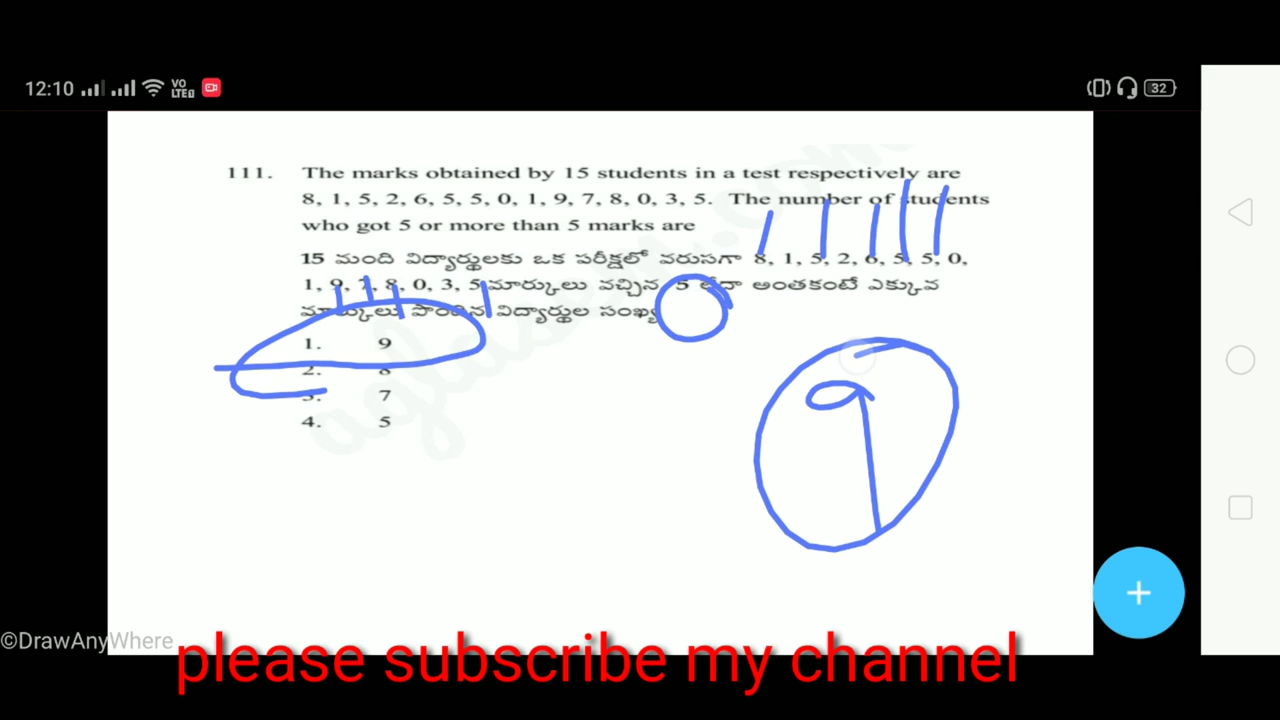 12:10 VO LTE 32
111. The marks obtained by 15 students in a test respectively are
8, 1, 5, 2, 6, 5, 5, 0, 1, 9, 7, 8, 0, 3, 5. The number of students
who got 5 or more than 5 marks are
15 మంది విద్యార్థులకు ఒక పరీక్షలో వరుసగా 8, 1, 5, 2, 6, 5, 5, 0,
1, 9, 7, 8, 0, 3, 5 మార్కులు వచ్చిన 5 లేదా అంతకంటే ఎక్కువ
మార్కులు పొందిన విద్యార్థుల సంఖ్య
1. 9
2. 8
3. 7
4. 5
9
+
©DrawAnyWhere
please subscribe my channel